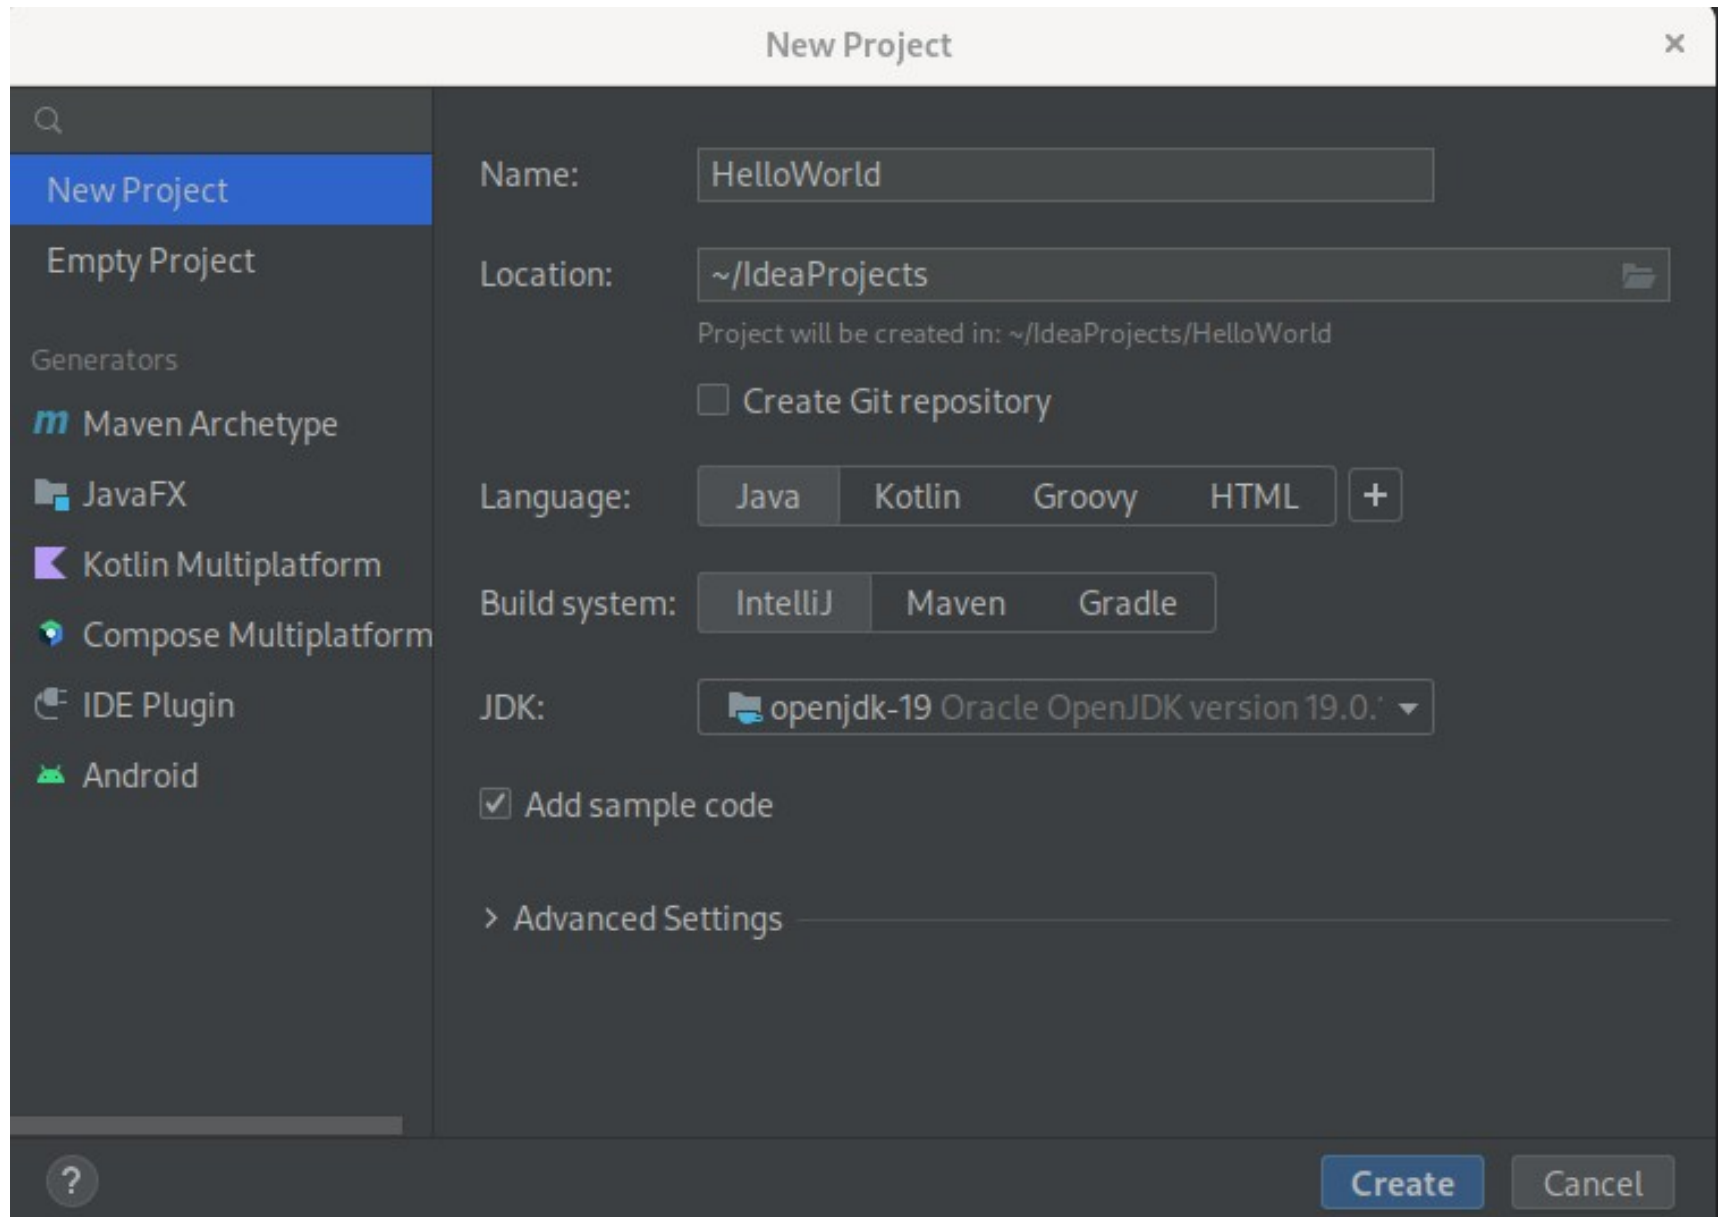 New Project
New Project
Empty Project
Generators
Maven Archetype
JavaFX
Kotlin Multiplatform
Compose Multiplatform
IDE Plugin
Android
Name: HelloWorld
Location: ~/IdeaProjects
Project will be created in: ~/IdeaProjects/HelloWorld
Create Git repository
Language: Java Kotlin Groovy HTML +
Build system: IntelliJ Maven Gradle
JDK: openjdk-19 Oracle OpenJDK version 19.0.
Add sample code
Advanced Settings
? Create Cancel